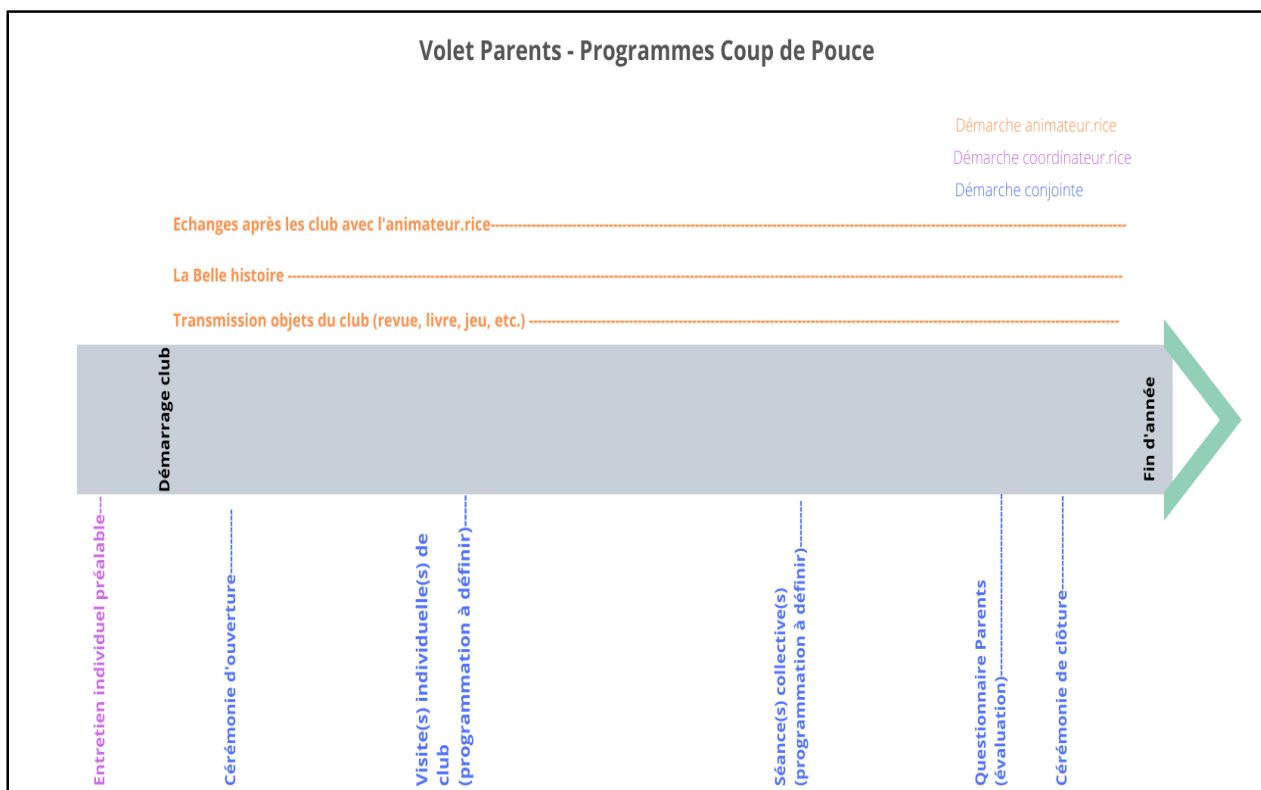 Volet Parents - Programmes Coup de Pouce
Démarche animateur.rice
Démarche coordinateur.rice
Démarche conjointe
Echanges après les club avec l'animateur.rice
La Belle histoire
Transmission objets du club (revue, livre, jeu, etc.)
Démarrage club
Fin d'année
Entretien individuel préalable
Cérémonie d'ouverture
Visite(s) individuelle(s) de
club
(programmation à définir)
Séance(s) collective(s)
(programmation à définir)
Questionnaire Parents
(évaluation)
Cérémonie de clôture